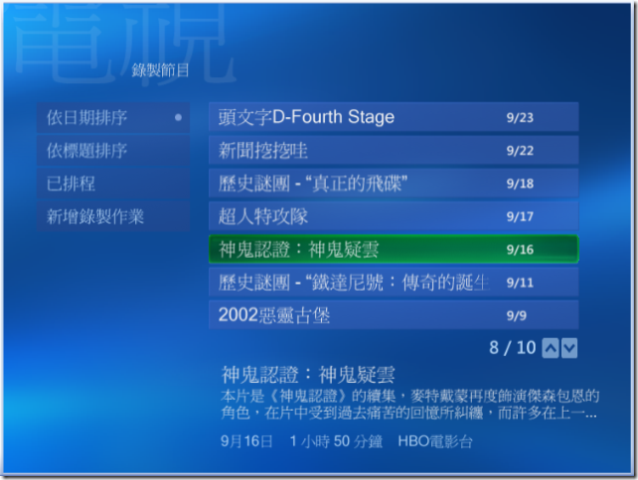 電視
錄製節目
依日期排序
依標題排序
已排程
新增錄製作業
頭文字D-Fourth Stage 9/23
新聞挖挖哇 9/22
歷史謎團 - “真正的飛碟” 9/18
超人特攻隊 9/17
神鬼認證：神鬼疑雲 9/16
歷史謎團 - “鐵達尼號：傳奇的誕生 9/11
2002惡靈古堡 9/9
8 / 10
神鬼認證：神鬼疑雲
本片是《神鬼認證》的續集，麥特戴蒙再度飾演傑森包恩的
角色，在片中受到過去痛苦的回憶所糾纏，而許多在上一...
9月16日 1 小時 50 分鐘 HBO電影台